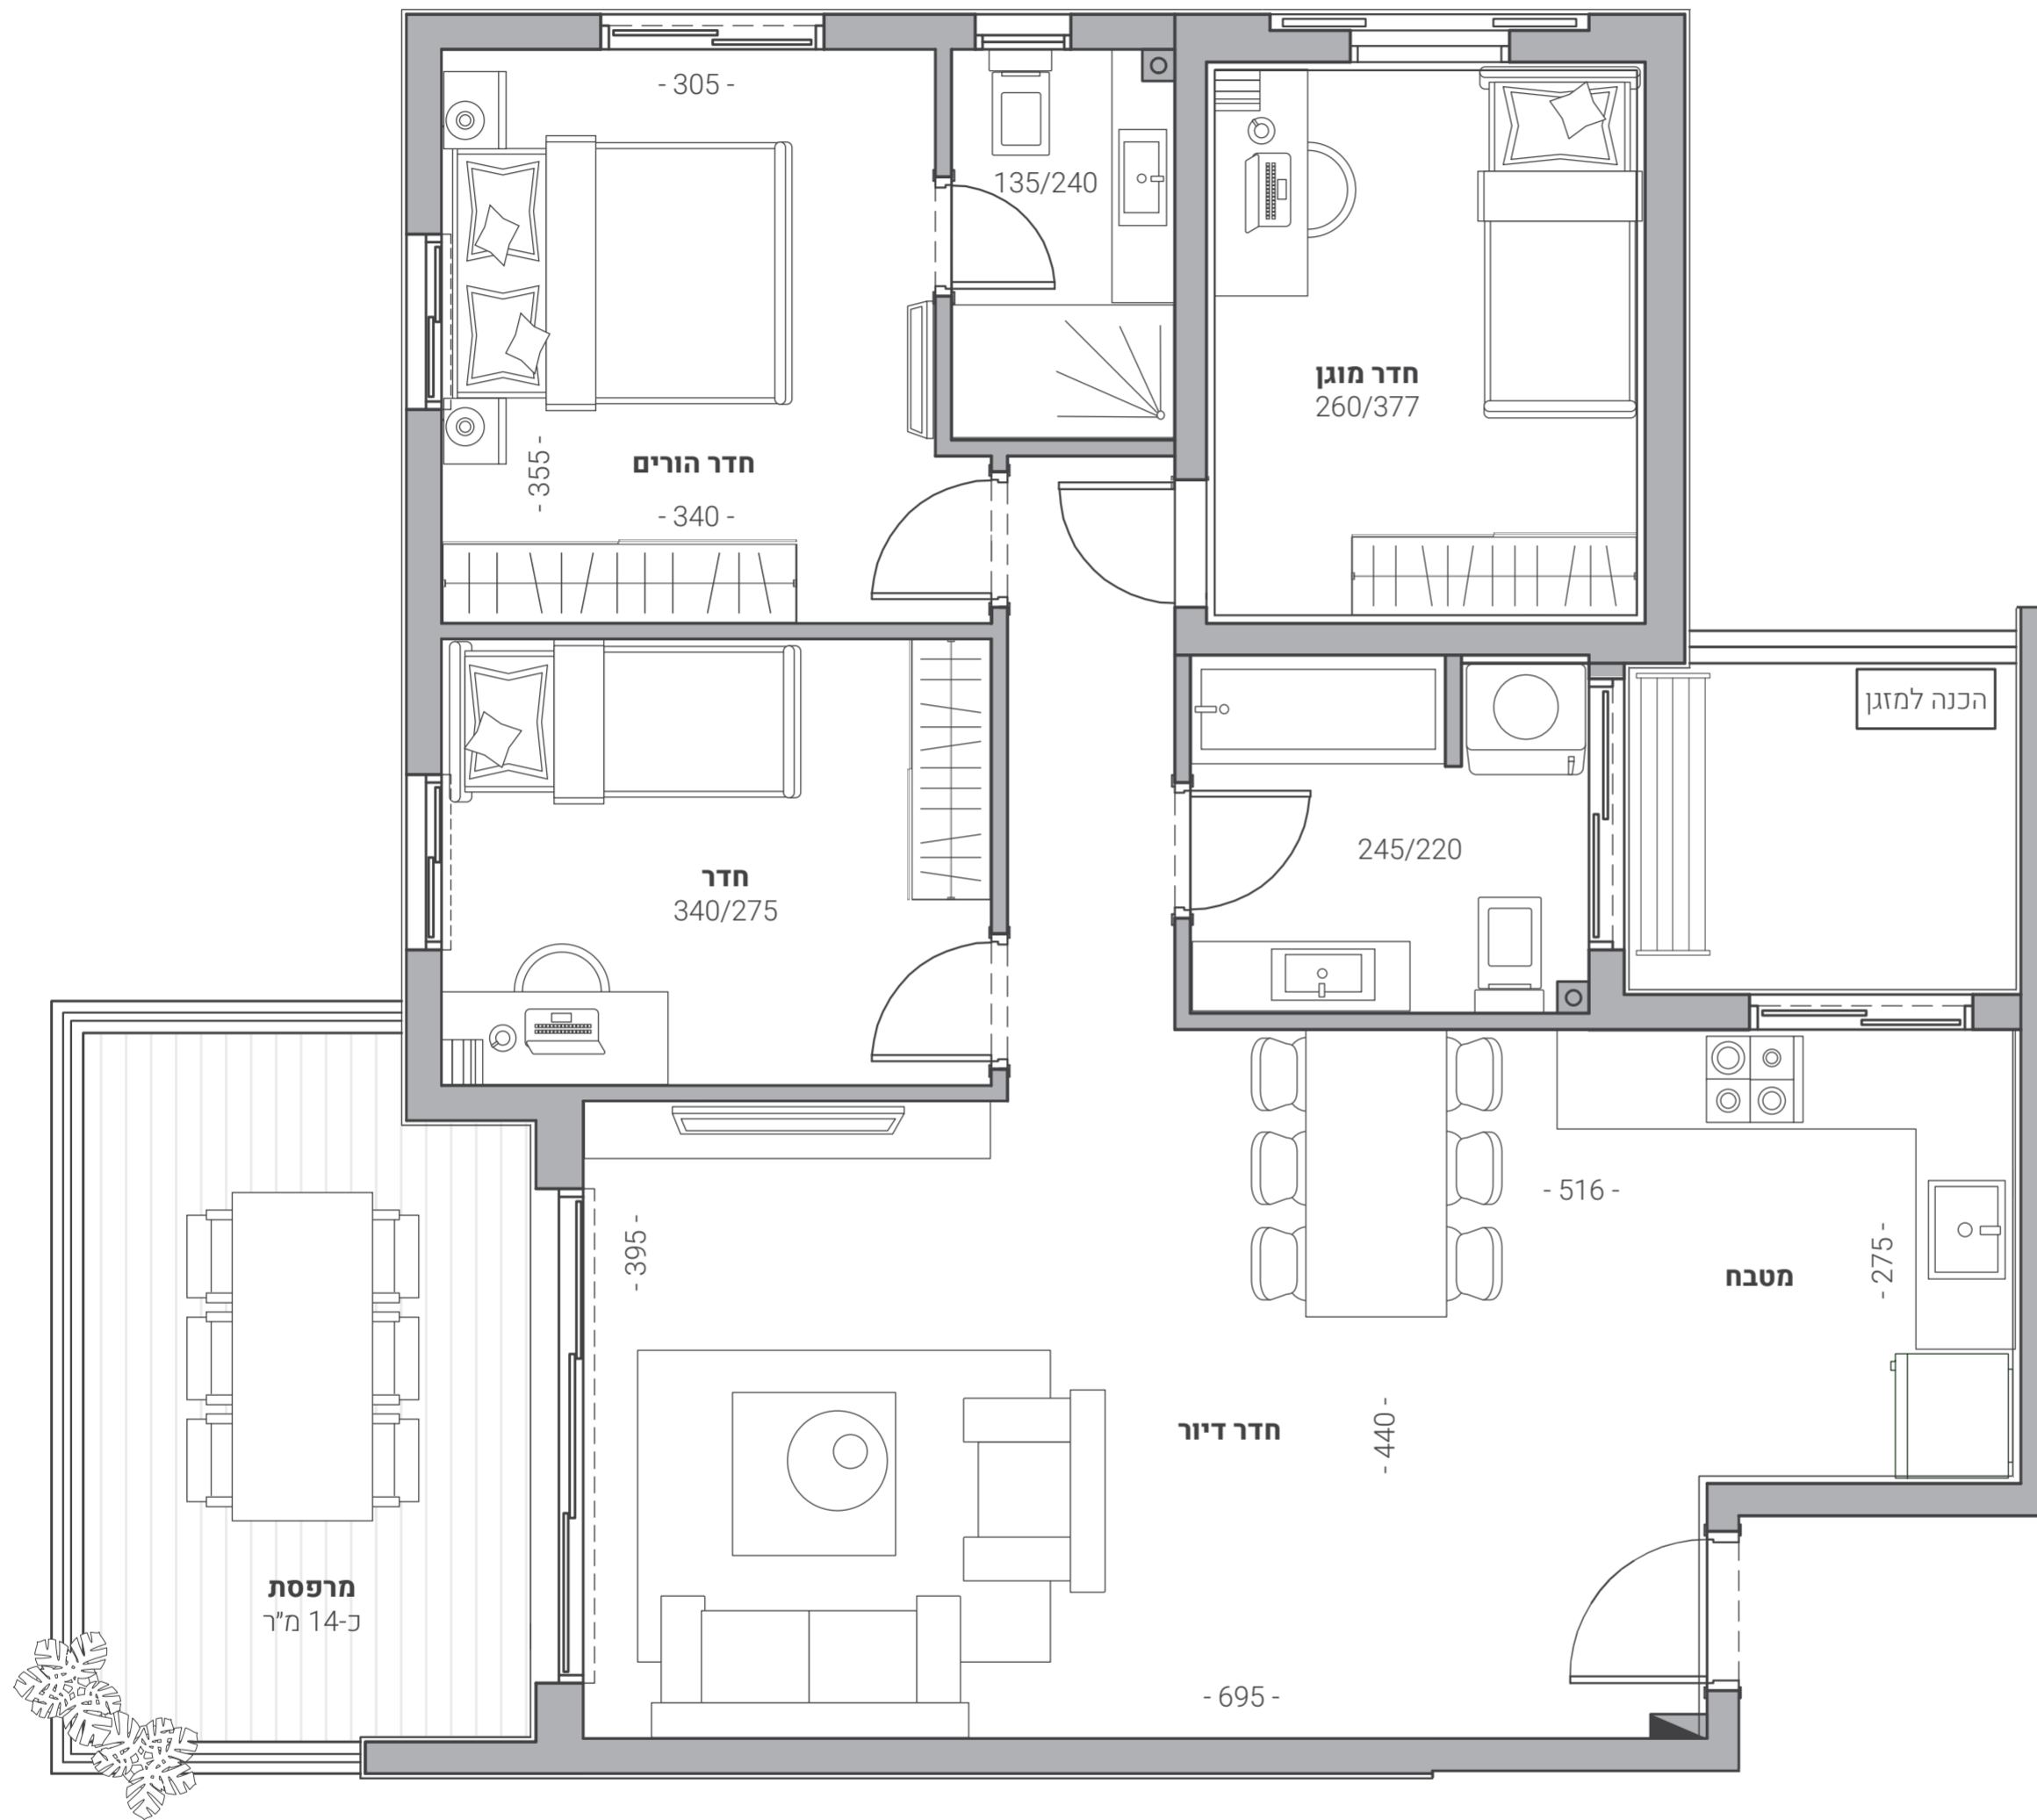 - 305 -
135/240
חדר מוגן
260/377
חדר הורים
- 355 -
- 340 -
הכנה למזגן
245/220
חדר
340/275
- 516 -
- 395 -
- 275 -
מטבח
חדר דיור
- 440 -
מרפסת
כ-14 מ"ר
- 695 -